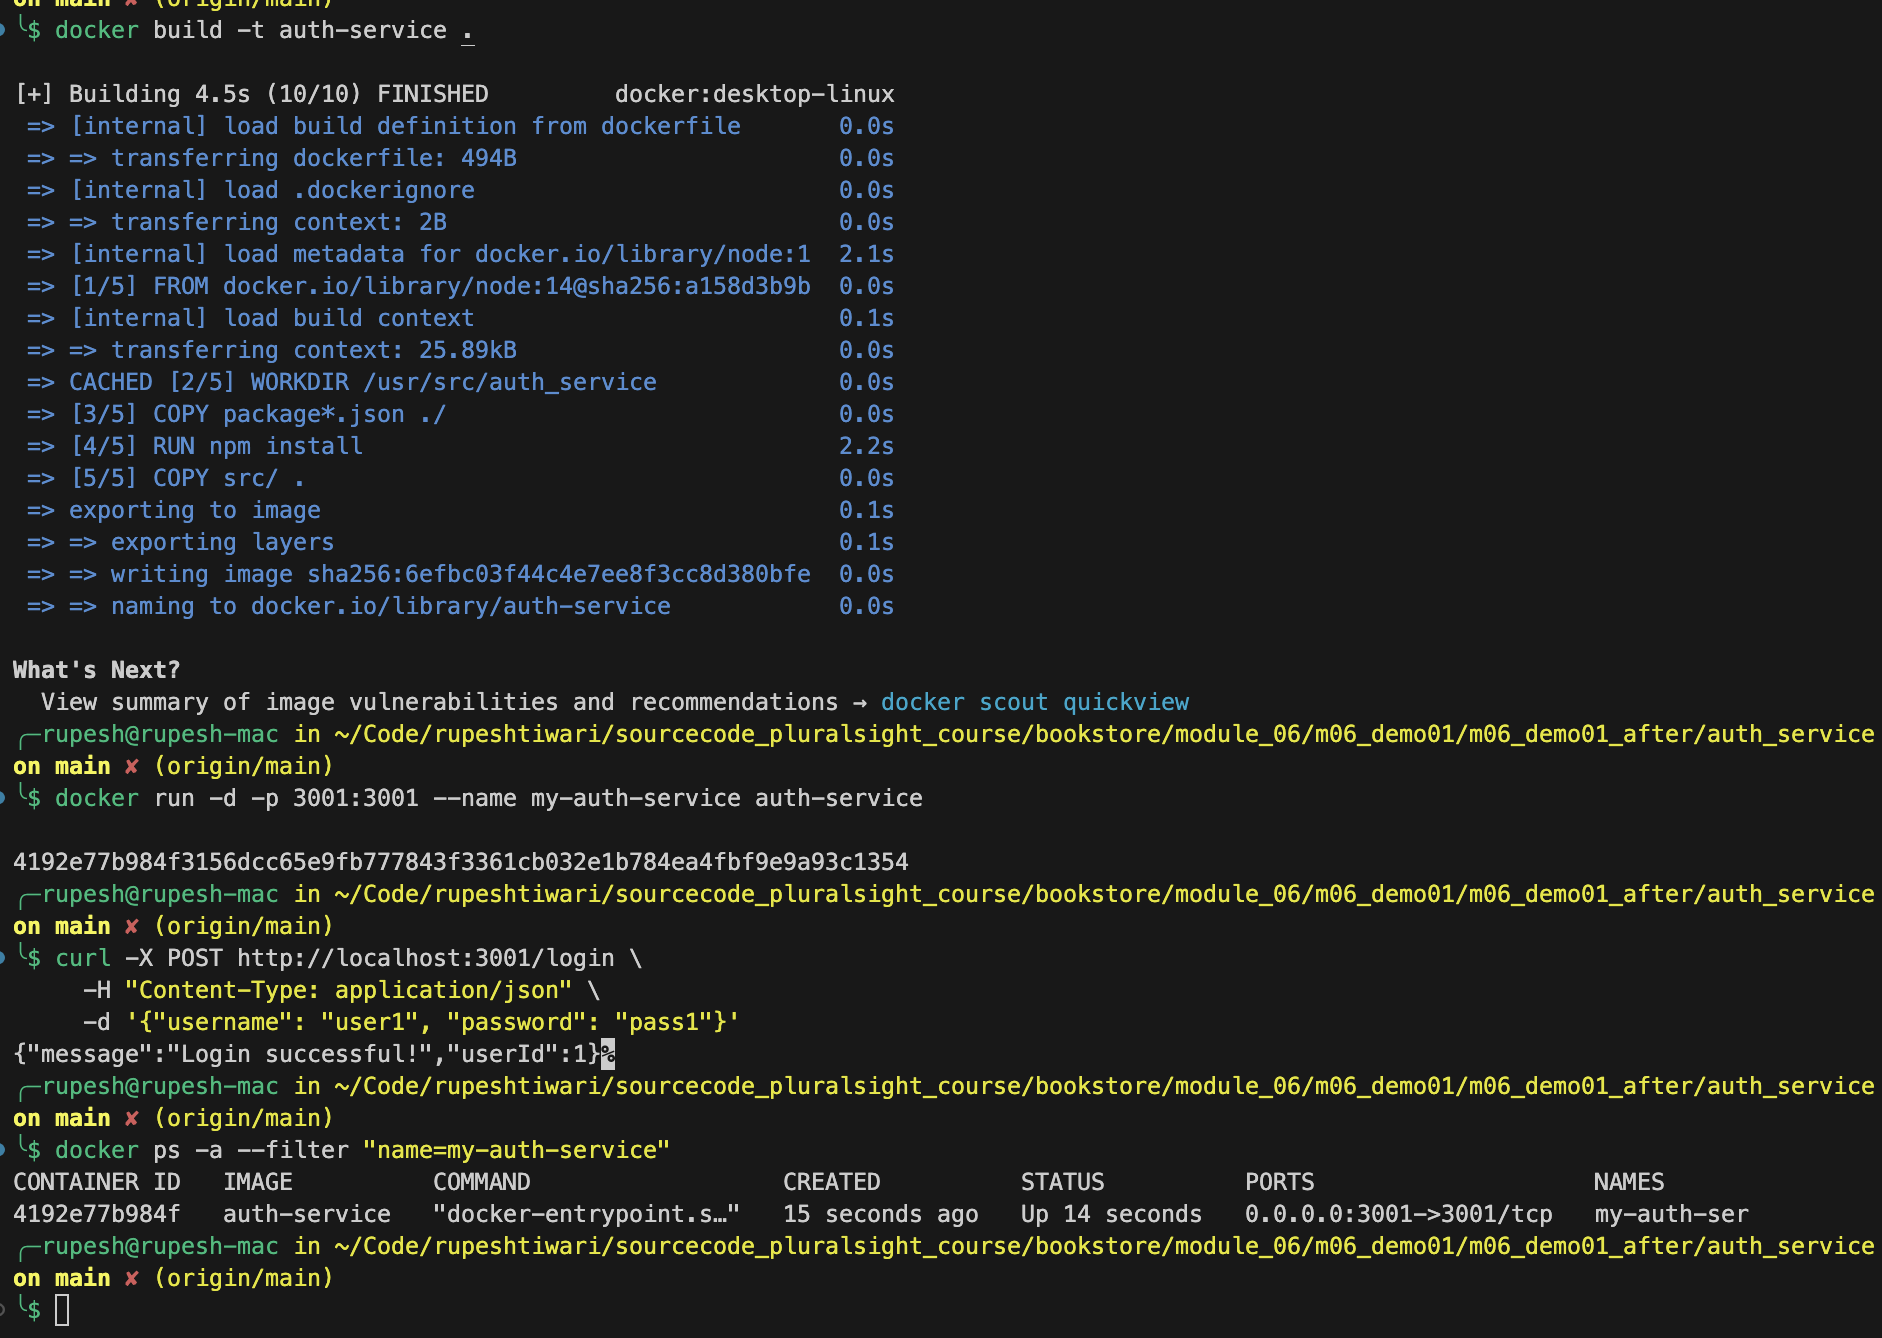 on main ✘ (origin/main)
╰$ docker build -t auth-service .
[+] Building 4.5s (10/10) FINISHED docker:desktop-linux
=> [internal] load build definition from dockerfile 0.0s
=> => transferring dockerfile: 494B 0.0s
=> [internal] load .dockerignore 0.0s
=> => transferring context: 2B 0.0s
=> [internal] load metadata for docker.io/library/node:1 2.1s
=> [1/5] FROM docker.io/library/node:14@sha256:a158d3b9b 0.0s
=> [internal] load build context 0.1s
=> => transferring context: 25.89kB 0.0s
=> CACHED [2/5] WORKDIR /usr/src/auth_service 0.0s
=> [3/5] COPY package*.json ./ 0.0s
=> [4/5] RUN npm install 2.2s
=> [5/5] COPY src/ . 0.0s
=> exporting to image 0.1s
=> => exporting layers 0.1s
=> => writing image sha256:6efbc03f44c4e7ee8f3cc8d380bfe 0.0s
=> => naming to docker.io/library/auth-service 0.0s
What's Next?
View summary of image vulnerabilities and recommendations → docker scout quickview
╭─rupesh@rupesh-mac in ~/Code/rupeshtiwari/sourcecode_pluralsight_course/bookstore/module_06/m06_demo01/m06_demo01_after/auth_service
on main ✘ (origin/main)
╰$ docker run -d -p 3001:3001 --name my-auth-service auth-service
4192e77b984f3156dcc65e9fb777843f3361cb032e1b784ea4fbf9e9a93c1354
╭─rupesh@rupesh-mac in ~/Code/rupeshtiwari/sourcecode_pluralsight_course/bookstore/module_06/m06_demo01/m06_demo01_after/auth_service
on main ✘ (origin/main)
╰$ curl -X POST http://localhost:3001/login \
-H "Content-Type: application/json" \
-d '{"username": "user1", "password": "pass1"}'
{"message":"Login successful!","userId":1}%
╭─rupesh@rupesh-mac in ~/Code/rupeshtiwari/sourcecode_pluralsight_course/bookstore/module_06/m06_demo01/m06_demo01_after/auth_service
on main ✘ (origin/main)
╰$ docker ps -a --filter "name=my-auth-service"
CONTAINER ID IMAGE COMMAND CREATED STATUS PORTS NAMES
4192e77b984f auth-service "docker-entrypoint.s…" 15 seconds ago Up 14 seconds 0.0.0.0:3001->3001/tcp my-auth-ser
╭─rupesh@rupesh-mac in ~/Code/rupeshtiwari/sourcecode_pluralsight_course/bookstore/module_06/m06_demo01/m06_demo01_after/auth_service
on main ✘ (origin/main)
╰$